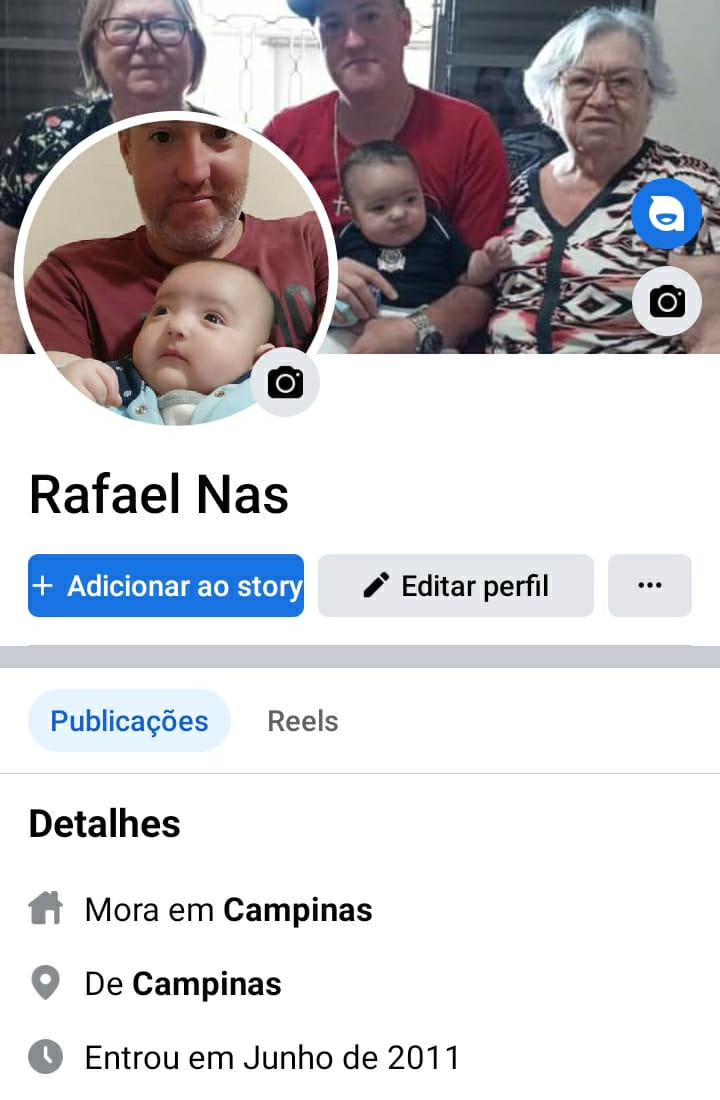 Rafael Nas
+ Adicionar ao story
Editar perfil
...
Publicações
Reels
Detalhes
Mora em Campinas
De Campinas
Entrou em Junho de 2011